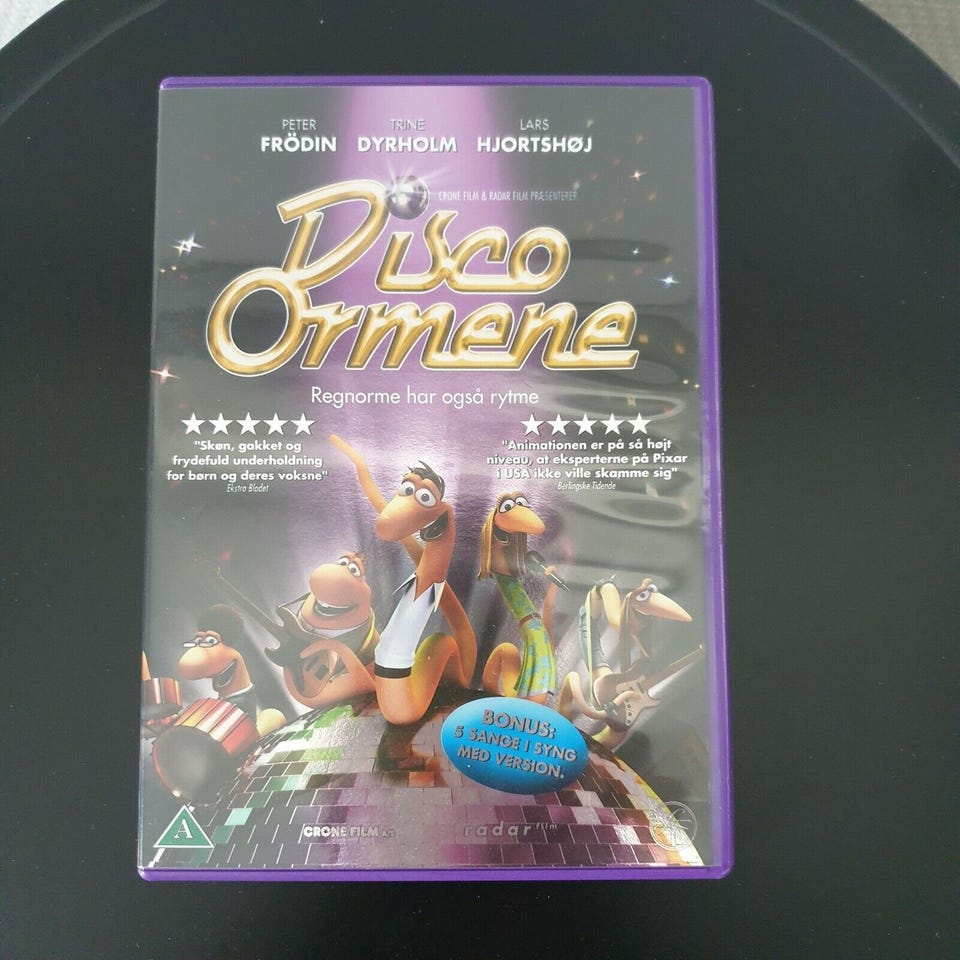 PETER TRINE LARS
FRÖDIN DYRHOLM HJORTSHØJ
CRONE FILM & RADAR FILM PRÆSENTERER
Disco
Ormene
Regnorme har også rytme
"Skøn, gakket og
frydefuld underholdning
for børn og deres voksne"
Ekstra Bladet
"Animationen er på så højt
niveau, at eksperterne på Pixar
i USA ikke ville skamme sig"
Berlingske Tidende
BONUS:
5 SANGE I SYNG
MED VERSION.
A
CRONE FILM A/S
radar film